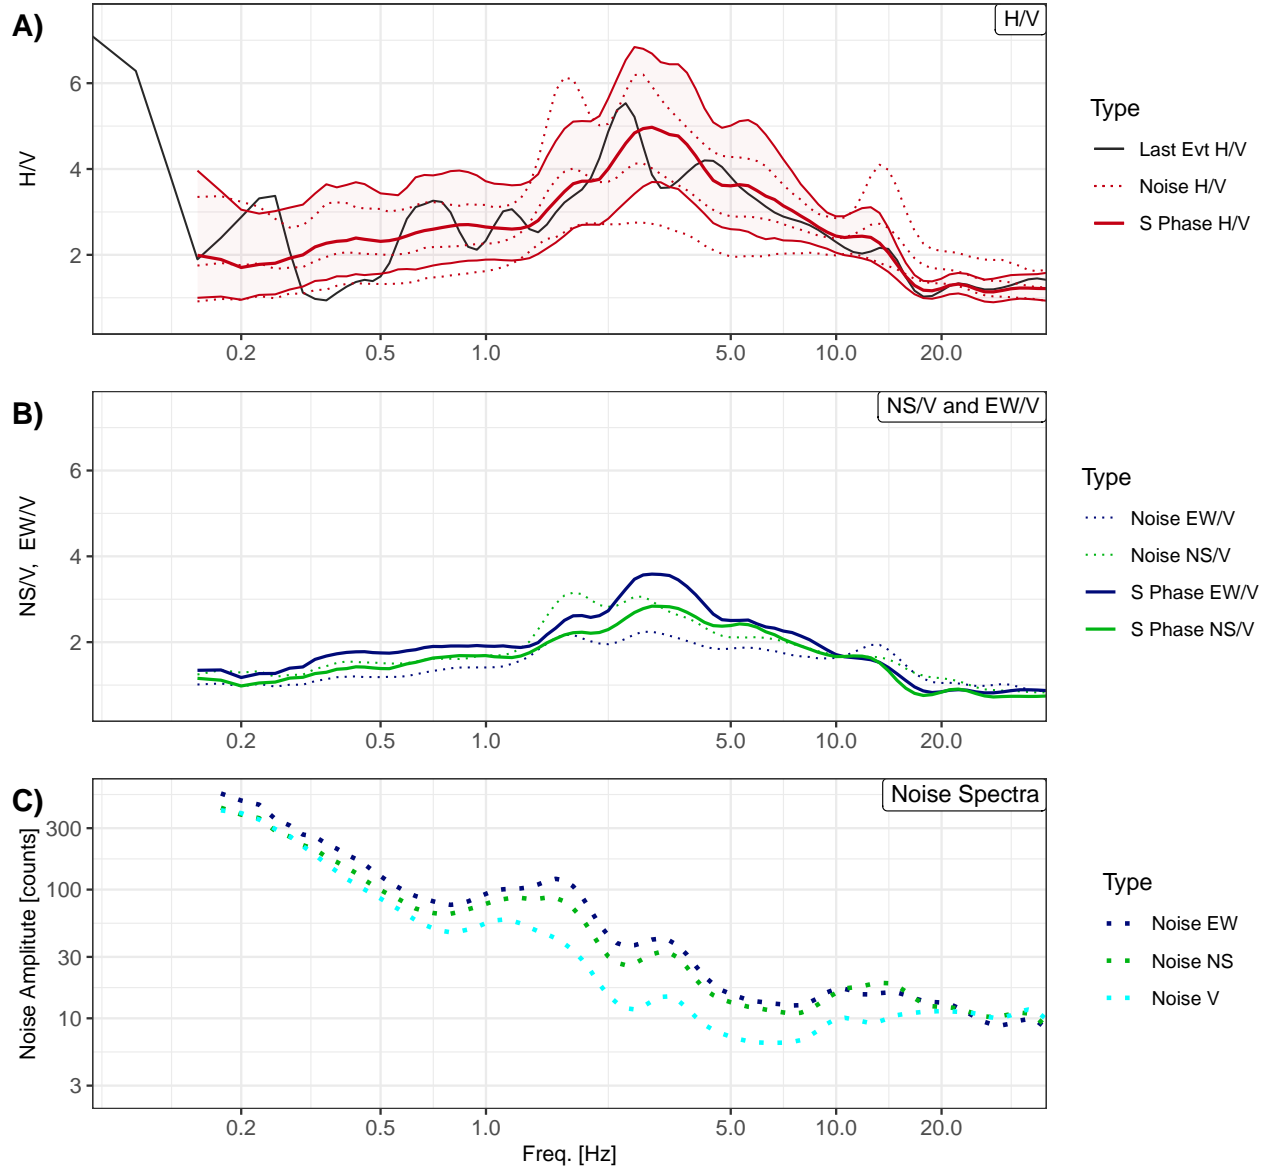 A)
H/V
6
4
2
H/V
0.2 0.5 1.0 5.0 10.0 20.0
Type
Last Evt H/V
Noise H/V
S Phase H/V
B)
NS/V and EW/V
6
4
2
NS/V, EW/V
0.2 0.5 1.0 5.0 10.0 20.0
Type
Noise EW/V
Noise NS/V
S Phase EW/V
S Phase NS/V
C)
Noise Spectra
300
100
30
10
3
Noise Amplitute [counts]
0.2 0.5 1.0 5.0 10.0 20.0
Freq. [Hz]
Type
Noise EW
Noise NS
Noise V